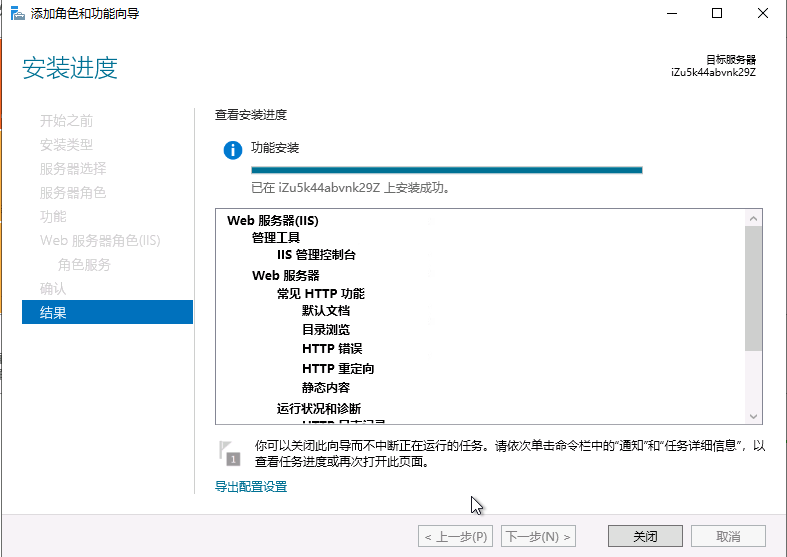 添加角色和功能向导
安装进度
目标服务器
iZu5k44abvnk29Z
开始之前
安装类型
服务器选择
服务器角色
功能
Web 服务器角色(IIS)
角色服务
确认
结果
查看安装进度
功能安装
已在 iZu5k44abvnk29Z 上安装成功。
Web 服务器(IIS)
管理工具
IIS 管理控制台
Web 服务器
常见 HTTP 功能
默认文档
目录浏览
HTTP 错误
HTTP 重定向
静态内容
运行状况和诊断
1
你可以关闭此向导而不中断正在运行的任务。请依次单击命令栏中的“通知”和“任务详细信息”，以
查看任务进度或再次打开此页面。
导出配置设置
< 上一步(P)
下一步(N) >
关闭
取消